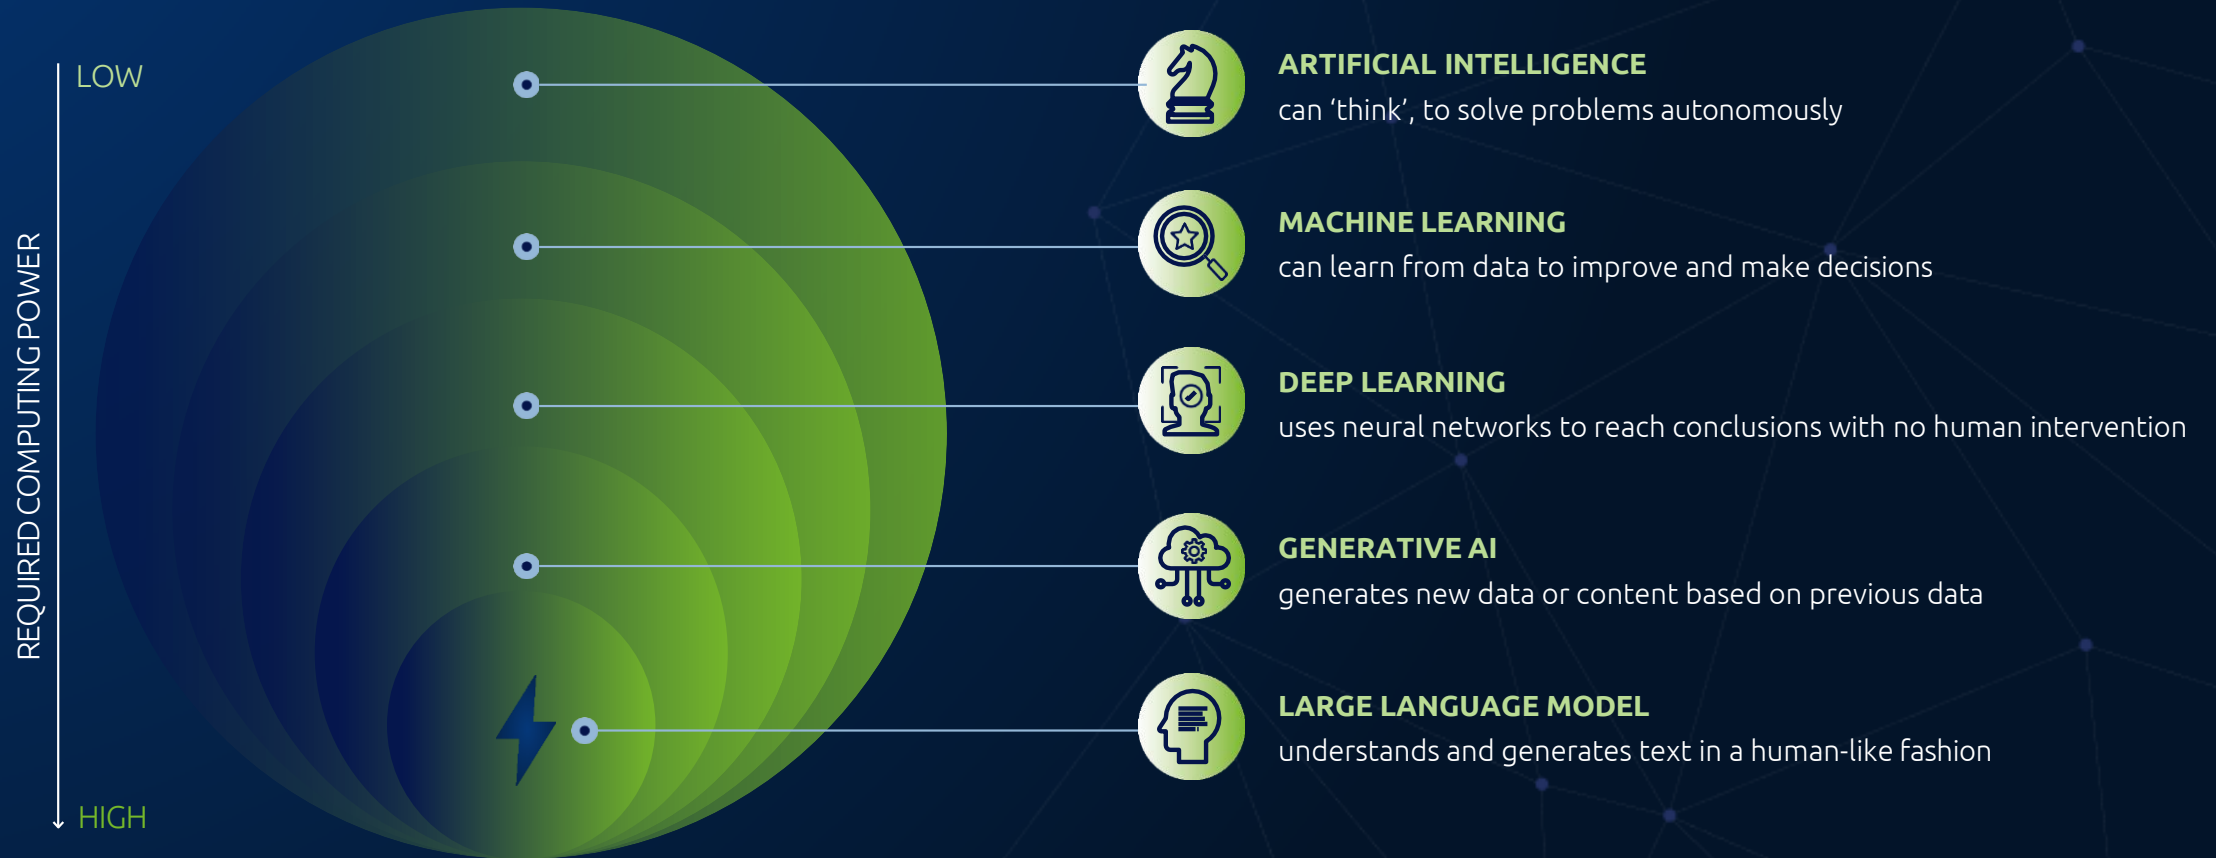 LOW
REQUIRED COMPUTING POWER
HIGH
ARTIFICIAL INTELLIGENCE
can ‘think’, to solve problems autonomously
MACHINE LEARNING
can learn from data to improve and make decisions
DEEP LEARNING
uses neural networks to reach conclusions with no human intervention
GENERATIVE AI
generates new data or content based on previous data
LARGE LANGUAGE MODEL
understands and generates text in a human-like fashion